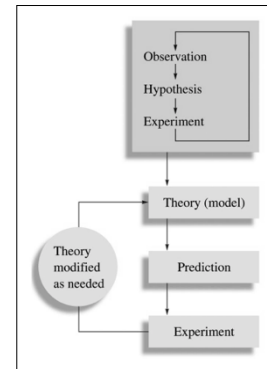 Observation
Hypothesis
Experiment
Theory (model)
Theory
modified
as needed
Prediction
Experiment